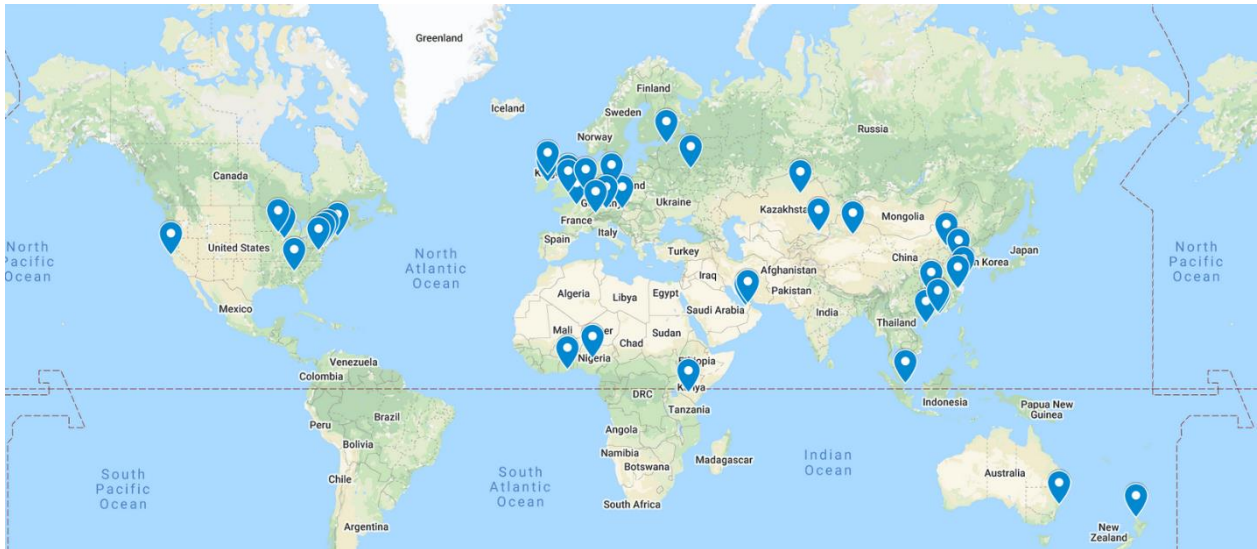 Greenland
Iceland
Finland
Sweden
Norway
Russia
Canada
Ukraine
Kazakhsta
Mongolia
France
Italy
Spain
Turkey
United States
North
Pacific
Ocean
North
Atlantic
Ocean
Iraq
Afghanistan
Pakistan
China
n Korea
Japan
North
Pacific
Ocean
Algeria
Libya
Egypt
Saudi Arabia
India
Mexico
Mali
Chad
Sudan
Thailand
Nigeria
Ethiopia
Venezuela
Colombia
DRC
Kenya
Tanzania
Indonesia
Papua New
Guinea
Peru
Brazil
Bolivia
Angola
Namibia
Botswana
Madagascar
Indian
Ocean
Australia
South
Pacific
Ocean
Chile
South
Atlantic
Ocean
South Africa
Argentina
New
Zealand